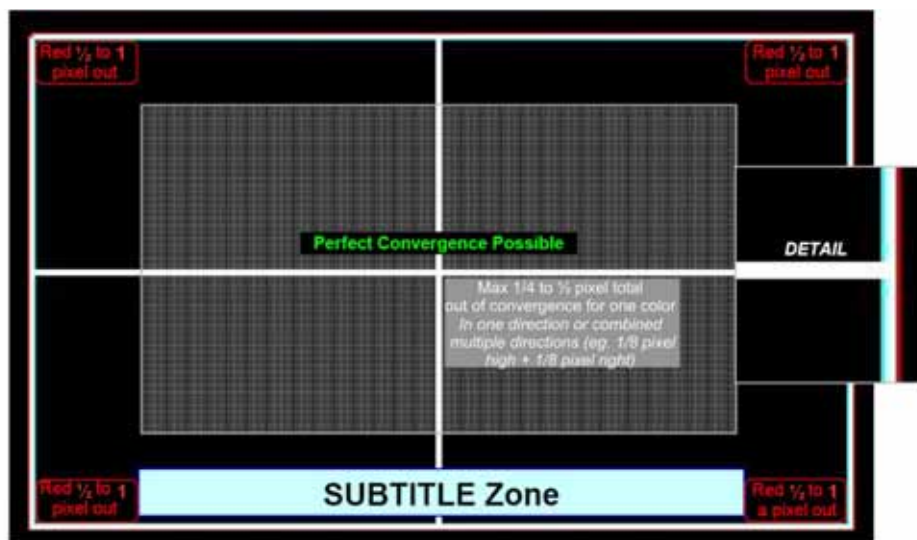 Red ½ to 1
pixel out
Red ½ to 1
pixel out
Perfect Convergence Possible
DETAIL
Max 1/4 to ½ pixel total
out of convergence for one color
In one direction or combined
multiple directions (eg. 1/8 pixel
high + 1/8 pixel right)
Red ½ to 1
pixel out
SUBTITLE Zone
Red ½ to 1
a pixel out